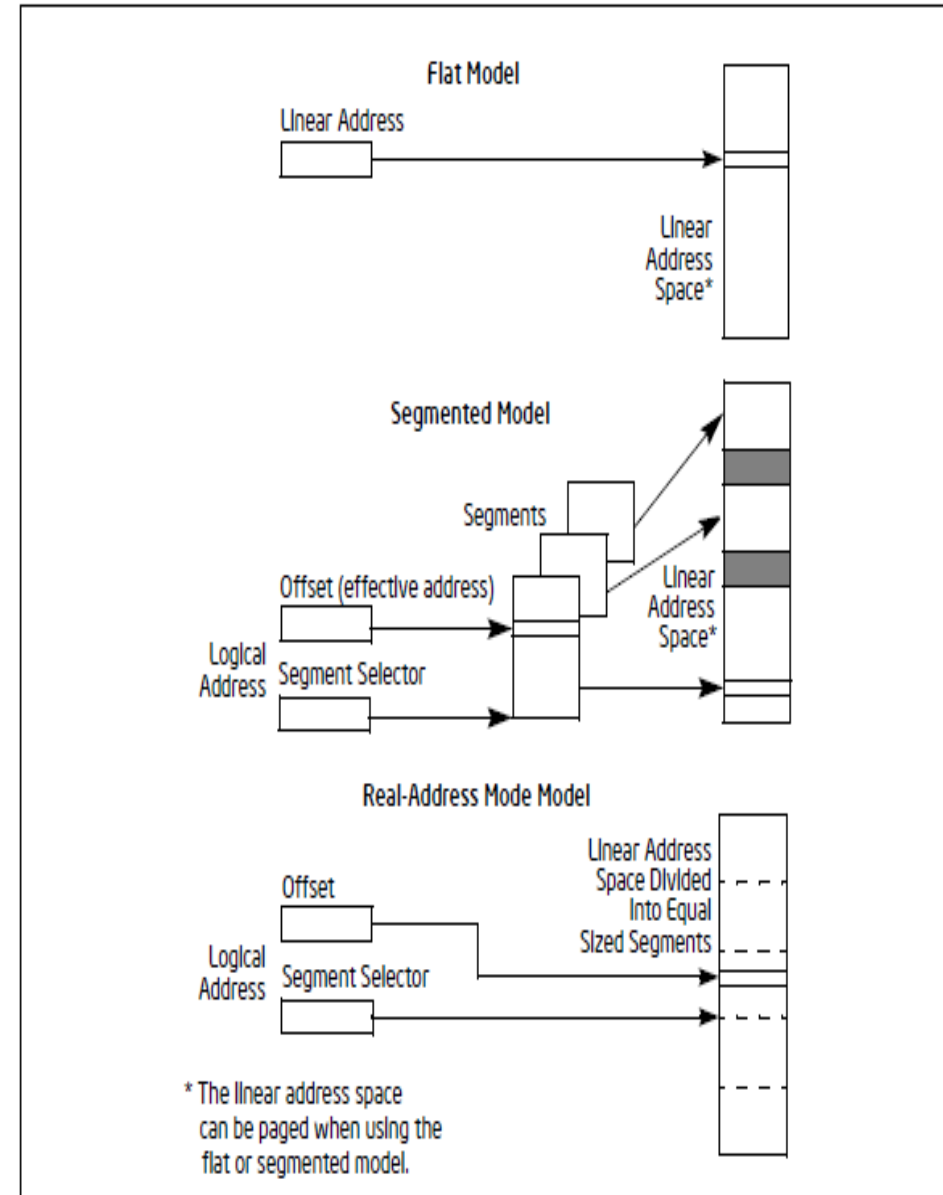 Flat Model
Linear Address
Linear
Address
Space*
Segmented Model
Segments
Offset (effective address)
Logical
Address
Segment Selector
Linear
Address
Space*
Real-Address Mode Model
Linear Address
Space Divided
Into Equal
Sized Segments
Offset
Logical
Address
Segment Selector
* The linear address space
can be paged when using the
flat or segmented model.